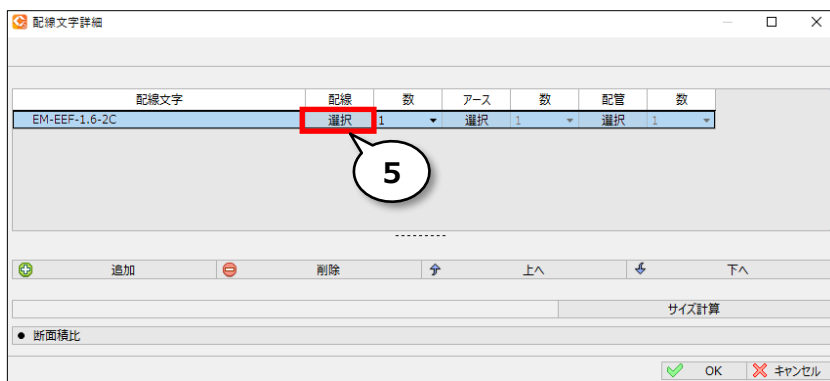 配線文字詳細
配線文字 配線 数 アース 数 配管 数
EM-EEF-1.6-2C 選択 1 選択 1 選択 1
5
追加 削除 上へ 下へ
サイズ計算
● 断面積比
OK キャンセル